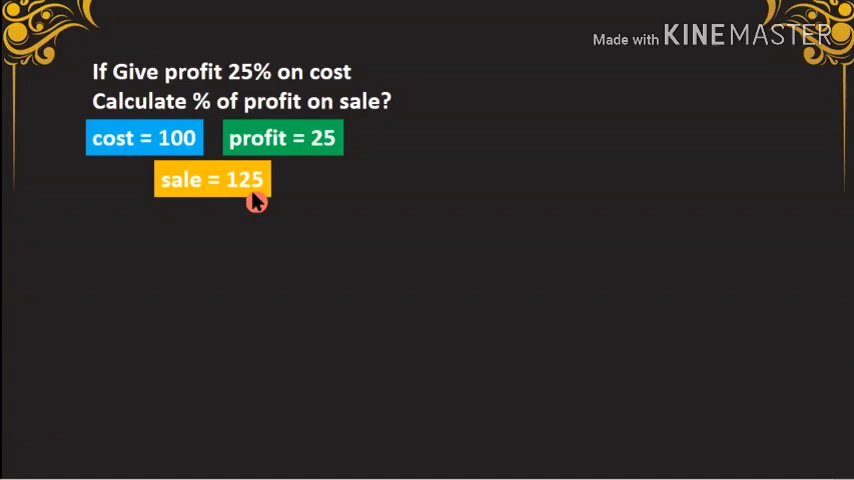 Made with KINEMASTER
If Give profit 25% on cost
Calculate % of profit on sale?
cost = 100 profit = 25
sale = 125